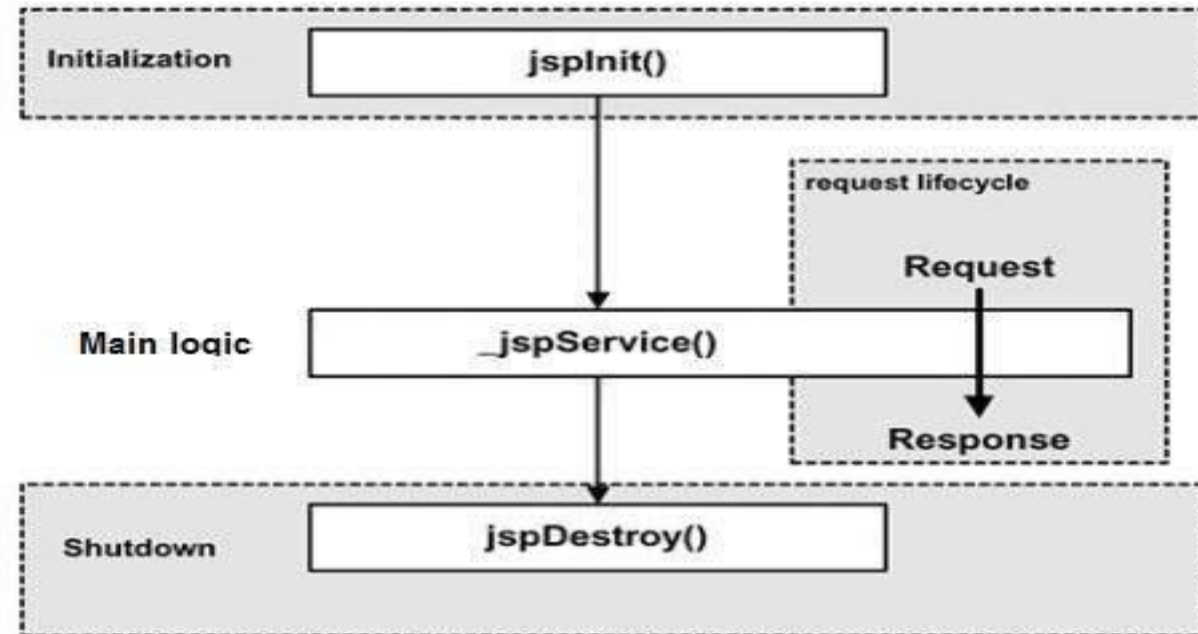 Initialization
jspInit()
request lifecycle
Request
Main logic
_jspService()
Response
Shutdown
jspDestroy()